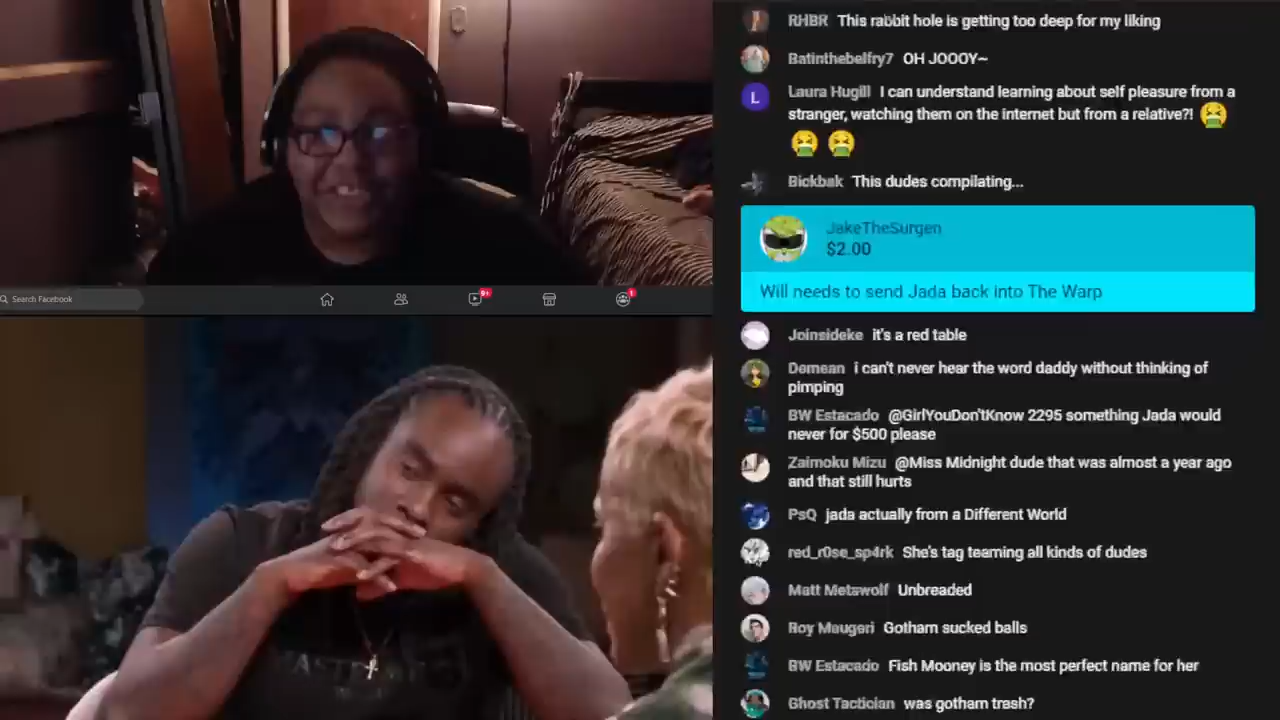 Search Facebook
9+
1
RHBR This rabbit hole is getting too deep for my liking
Batinthebelfry7 OH JOOOY~
L
Laura Hugill I can understand learning about self pleasure from a
stranger, watching them on the internet but from a relative?!
Bickbak This dudes compilating...
JakeTheSurgen
$2.00
Will needs to send Jada back into The Warp
Joinsideke it's a red table
Demean i can't never hear the word daddy without thinking of
pimping
BW Estacado @GirlYouDon'tKnow 2295 something Jada would
never for $500 please
Zaimoku Mizu @Miss Midnight dude that was almost a year ago
and that still hurts
PsQ jada actually from a Different World
red_r0se_sp4rk She's tag teaming all kinds of dudes
Matt Metawolf Unbreaded
Roy Maugeri Gotham sucked balls
BW Estacado Fish Mooney is the most perfect name for her
Ghost Tactician was gotham trash?